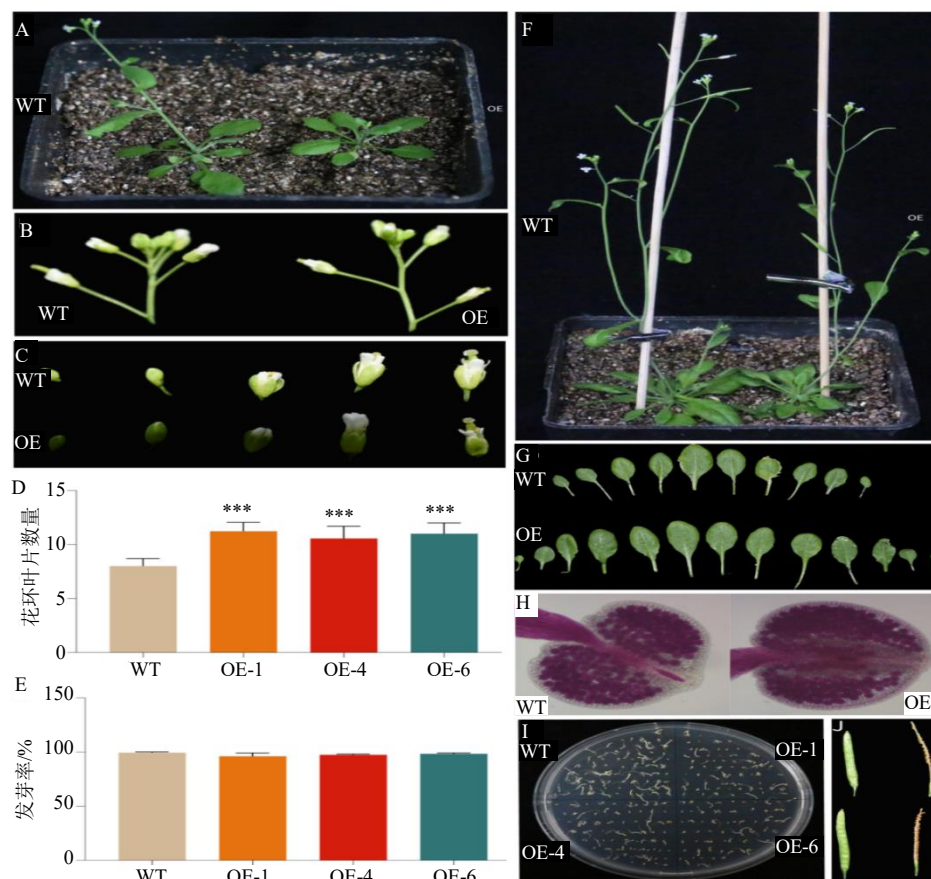 A
WT
OE
B
WT
OE
C
WT
OE
D
花环叶片数量
15
10
5
0
***
***
***
WT
OE-1
OE-4
OE-6
E
发芽率/%
150
100
50
0
WT
OE-1
OE-4
OE-6
F
WT
OE
G
WT
OE
H
WT
OE
I
WT
OE-1
OE-4
OE-6
J